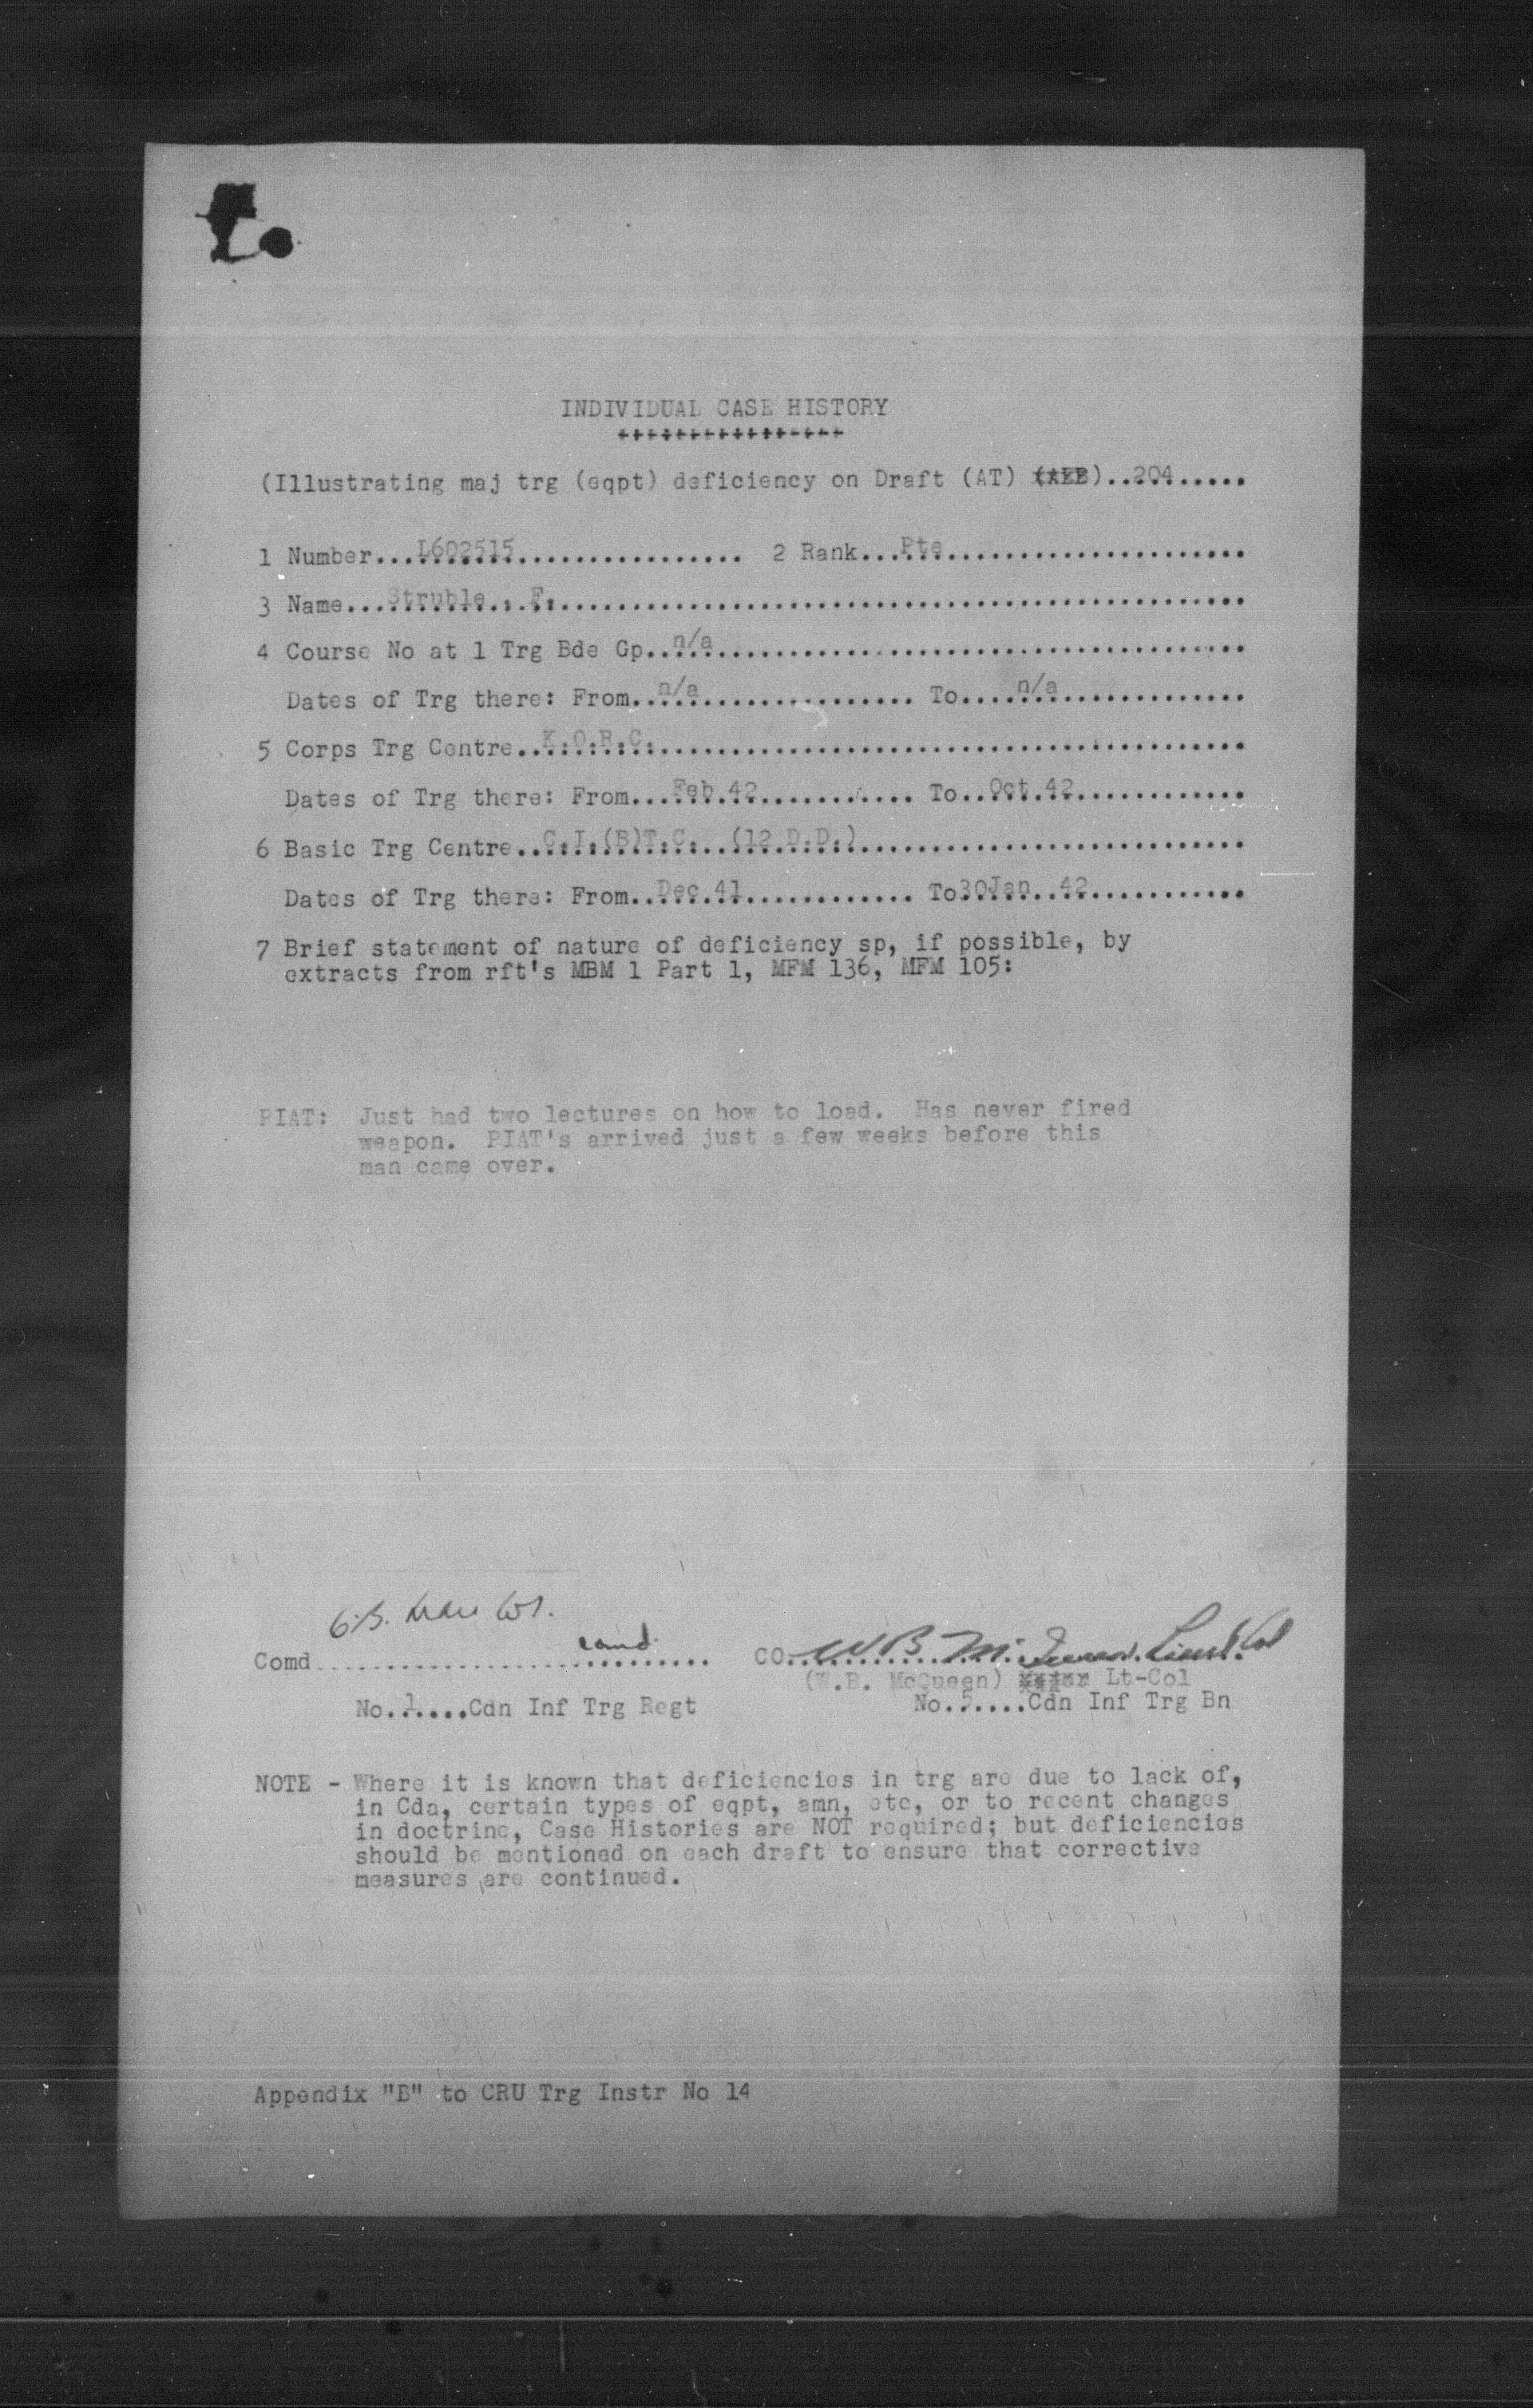 INDIVIDUAL CASE HISTORY
++++++++++++++++
(Illustrating maj trg (eqpt) deficiency on Draft (AT) (AEB)..204.....
1 Number...L602515................ 2 Rank...Pte.....................
3 Name...Struble, F...............................................
4 Course No at 1 Trg Bde Gp..n/a.....................................
Dates of Trg there: From..n/a............... To....n/a.............
5 Corps Trg Centre..K.O.R.C..........................................
Dates of Trg there: From...Feb.42........... To..Oct.42............
6 Basic Trg Centre..C.I.(B)T.C. (12 D.D.)...........................
Dates of Trg there: From..Dec.41............ To30Jan..42...........
7 Brief statement of nature of deficiency sp, if possible, by
extracts from rft's MBM 1 Part 1, MFM 136, MFM 105:
PIAT: Just had two lectures on how to load. Has never fired
weapon. PIAT's arrived just a few weeks before this
man came over.
Comd............................ CO. W.B. McQueen Lieut. Col
(W.B. McQueen) Major Lt-Col
No..1....Cdn Inf Trg Regt No.5.....Cdn Inf Trg Bn
NOTE - Where it is known that deficiencies in trg are due to lack of,
in Cda, certain types of eqpt, amn, etc, or to recent changes
in doctrine, Case Histories are NOT required; but deficiencies
should be mentioned on each draft to ensure that corrective
measures are continued.
Appendix "B" to CRU Trg Instr No 14